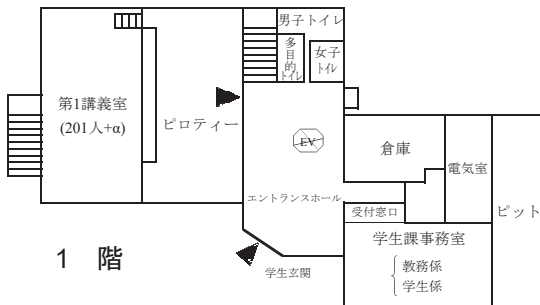 男子トイレ
多目的トイレ
女子トイレ
第1講義室
(201人+α)
ピロティー
EV
倉庫
電気室
エントランスホール
受付窓口
ピット
学生課事務室
教務係
学生係
1 階
学生玄関